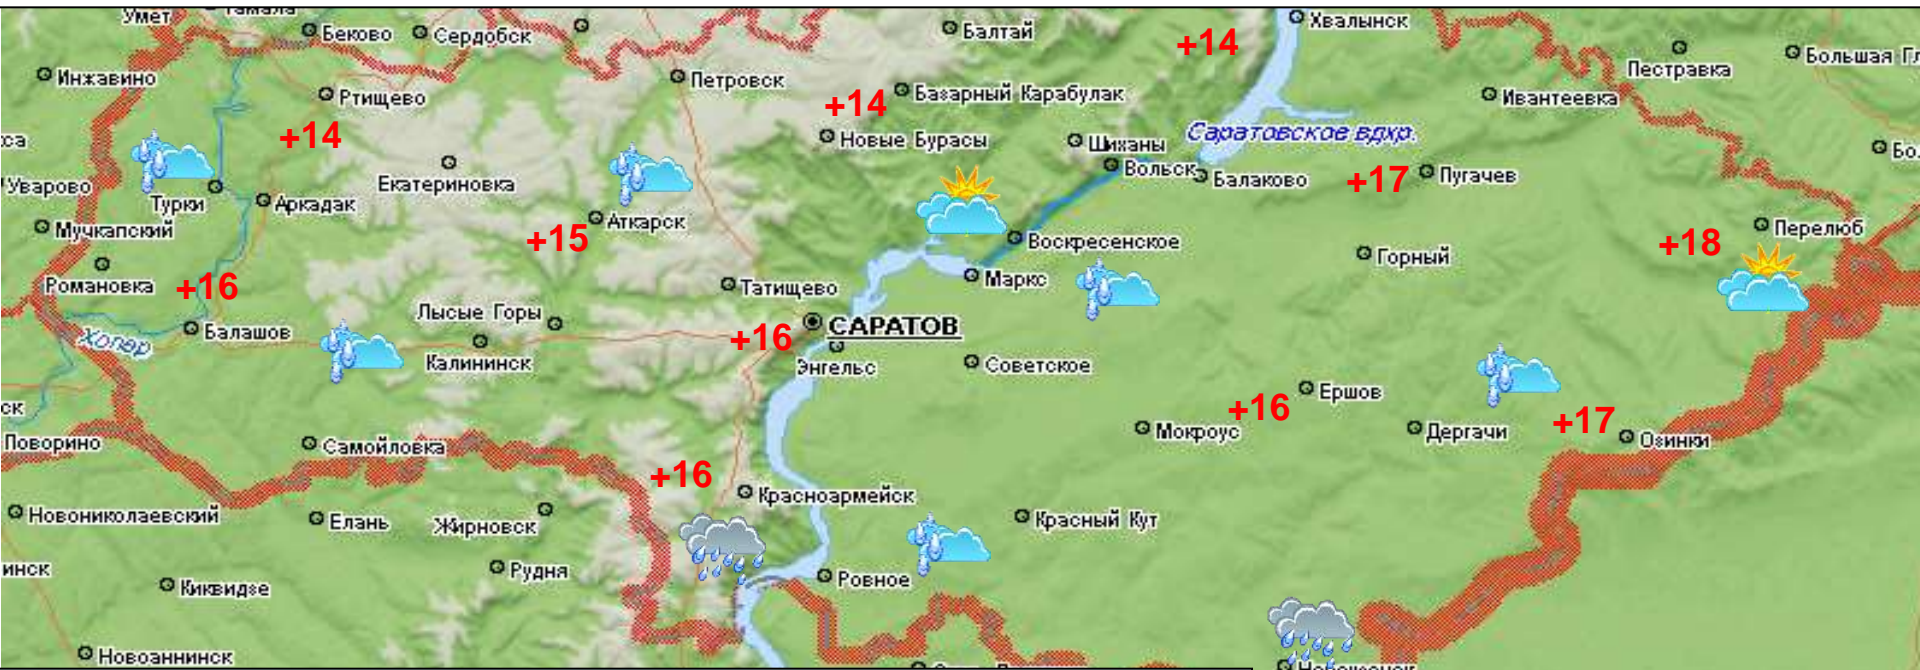 Умет
Тамала
Беково
Сердобск
Балтай
+14
Хвалынск
Пестравка
Большая
Инжавино
Ртищево
Петровск
+14
Базарный Карабулак
Ивантеевка
+14
Новые Бурасы
Шиханы
Саратовское вдхр.
Уварово
Екатериновка
Вольск
Балаково
+17
Пугачев
Турки
Аркадак
Аткарск
Мучкапский
+15
Воскресенское
+18
Перелюб
Горный
Романовка
+16
Татищево
Маркс
Лысые Горы
Хопер
Балашов
+16
САРАТОВ
Калининск
Энгельс
Советское
Ершов
+16
Поворино
Самойловка
Мокроус
Дергачи
+17
Озинки
+16
Красноармейск
Новониколаевский
Елань
Жирновск
Красный Кут
Рудня
Ровное
Киквидзе
Новоаннинск